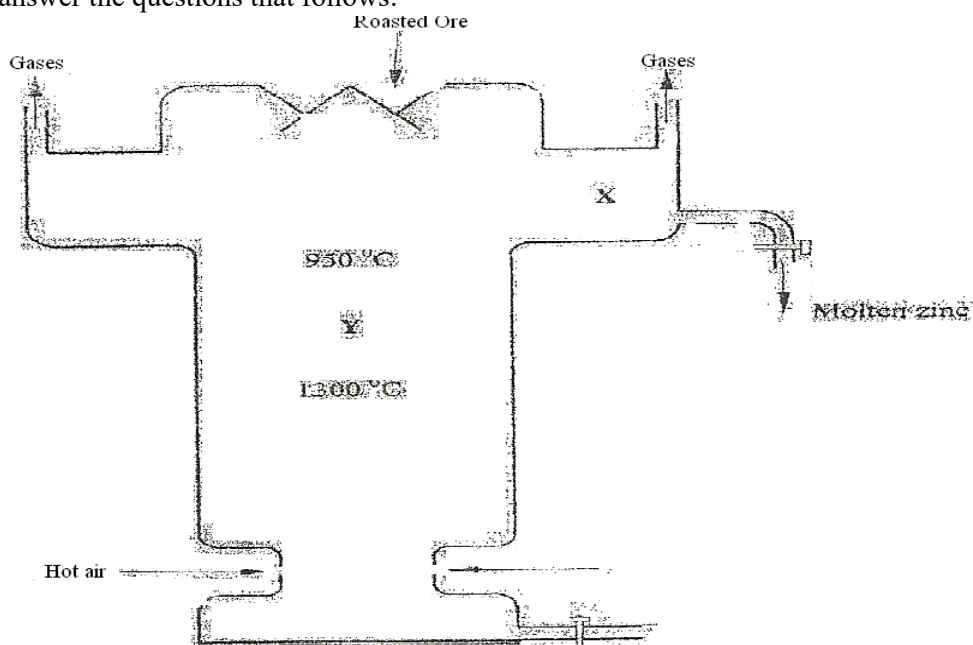 answer the questions that follows.
Roasted Ore
Gases
Gases
X
950 °C
Y
Molten zinc
1300 °C
Hot air